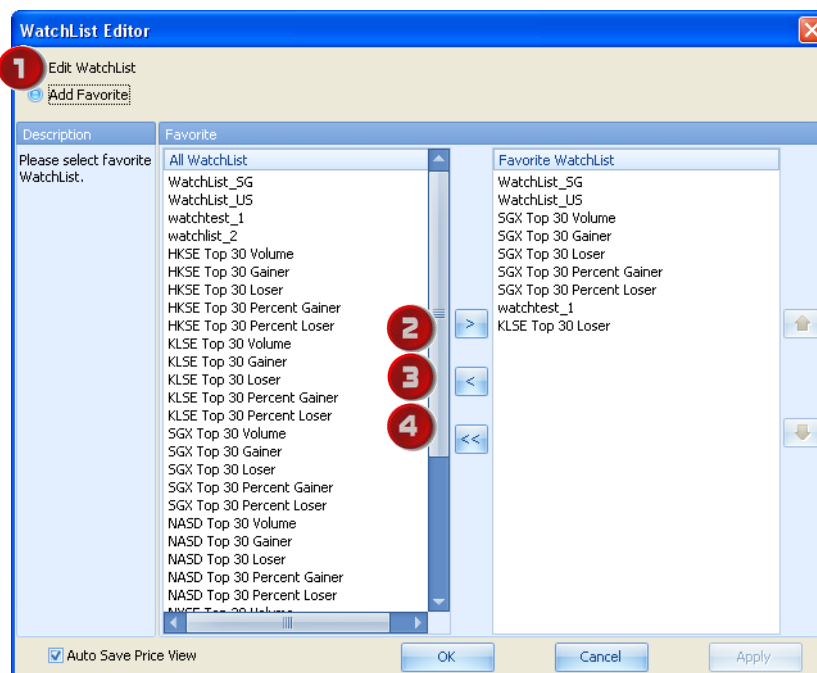 WatchList Editor
1
Edit WatchList
Add Favorite
Description
Please select favorite
WatchList.
Favorite
All WatchList
WatchList_SG
WatchList_US
watchtest_1
watchlist_2
HKSE Top 30 Volume
HKSE Top 30 Gainer
HKSE Top 30 Loser
HKSE Top 30 Percent Gainer
HKSE Top 30 Percent Loser
KLSE Top 30 Volume
KLSE Top 30 Gainer
KLSE Top 30 Loser
KLSE Top 30 Percent Gainer
KLSE Top 30 Percent Loser
SGX Top 30 Volume
SGX Top 30 Gainer
SGX Top 30 Loser
SGX Top 30 Percent Gainer
SGX Top 30 Percent Loser
NASD Top 30 Volume
NASD Top 30 Gainer
NASD Top 30 Loser
NASD Top 30 Percent Gainer
NASD Top 30 Percent Loser
NYSE Top 30 Volume
2 >
3 <
4 <<
Favorite WatchList
WatchList_SG
WatchList_US
SGX Top 30 Volume
SGX Top 30 Gainer
SGX Top 30 Loser
SGX Top 30 Percent Gainer
SGX Top 30 Percent Loser
watchtest_1
KLSE Top 30 Loser
Auto Save Price View
OK
Cancel
Apply